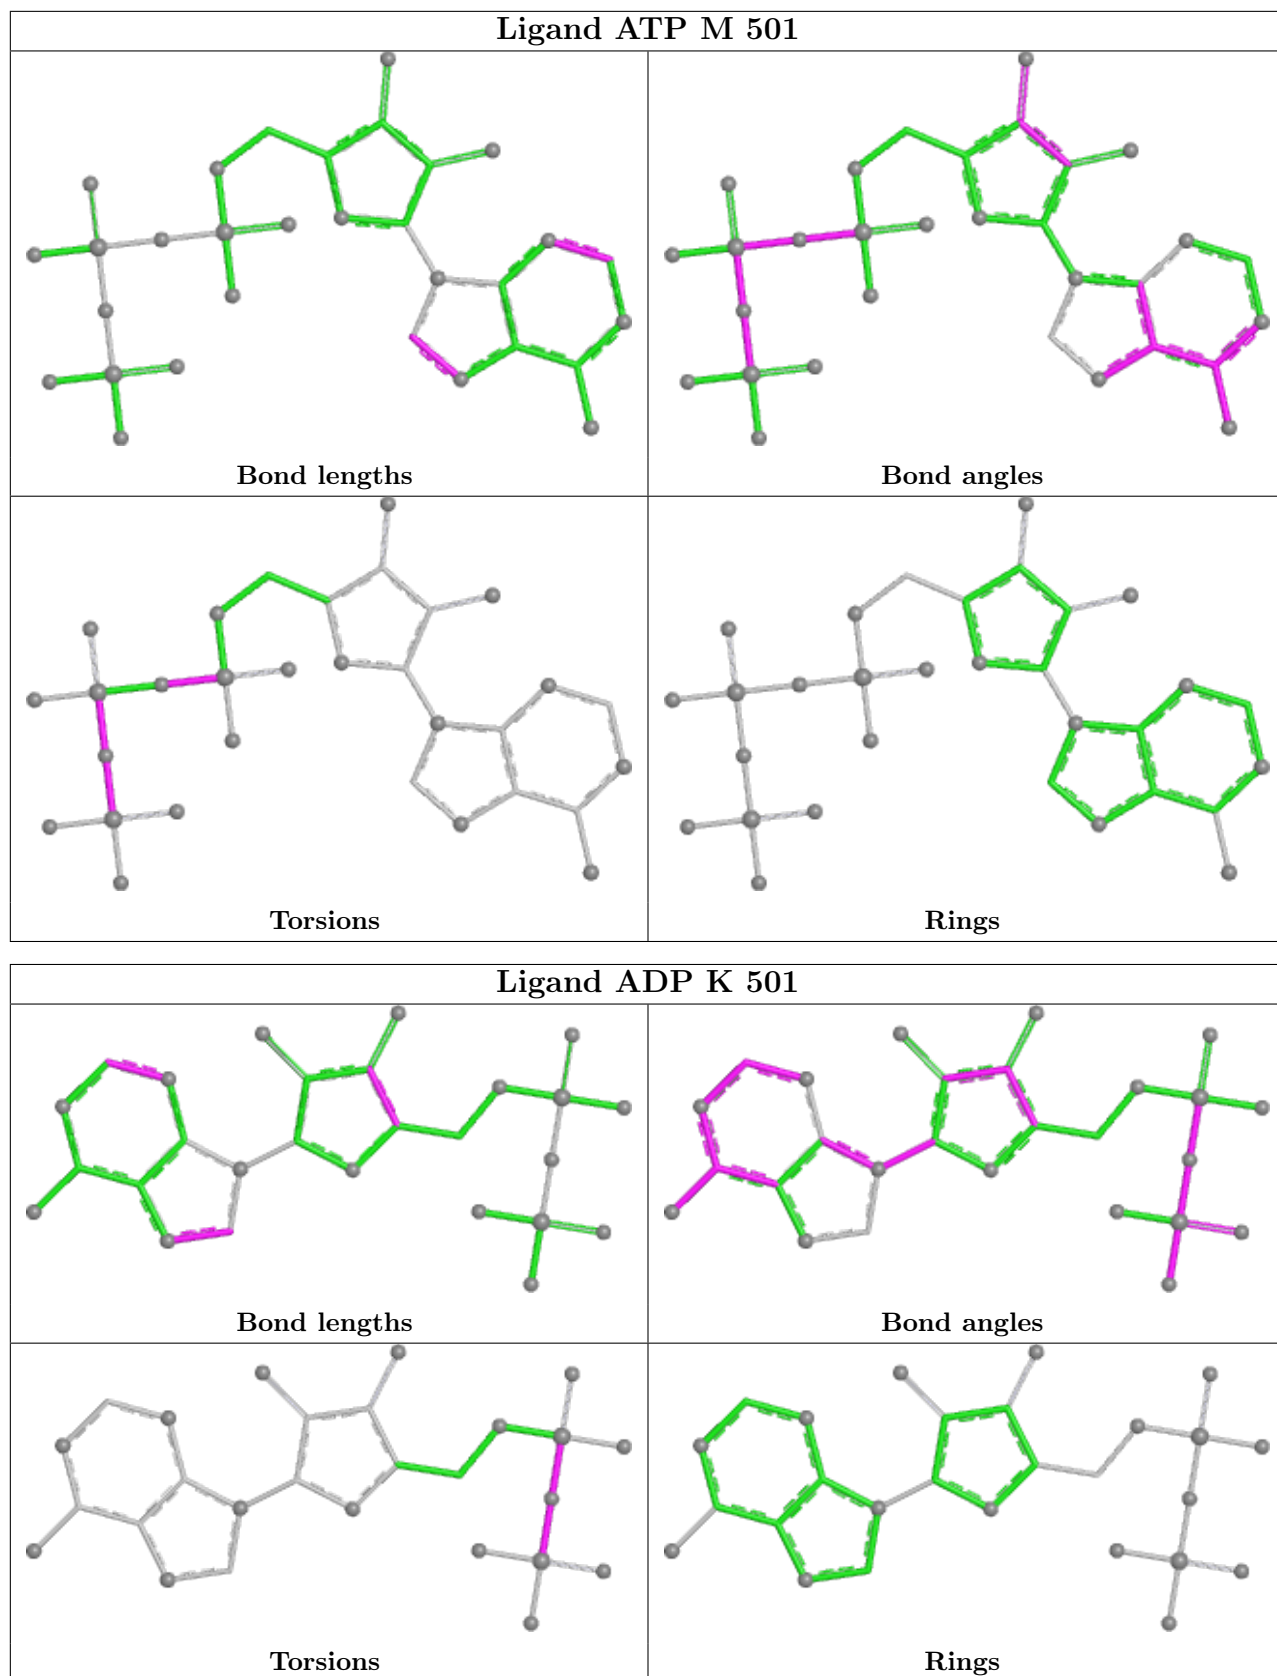 Ligand ATP M 501
Bond lengths
Bond angles
Torsions
Rings
Ligand ADP K 501
Bond lengths
Bond angles
Torsions
Rings